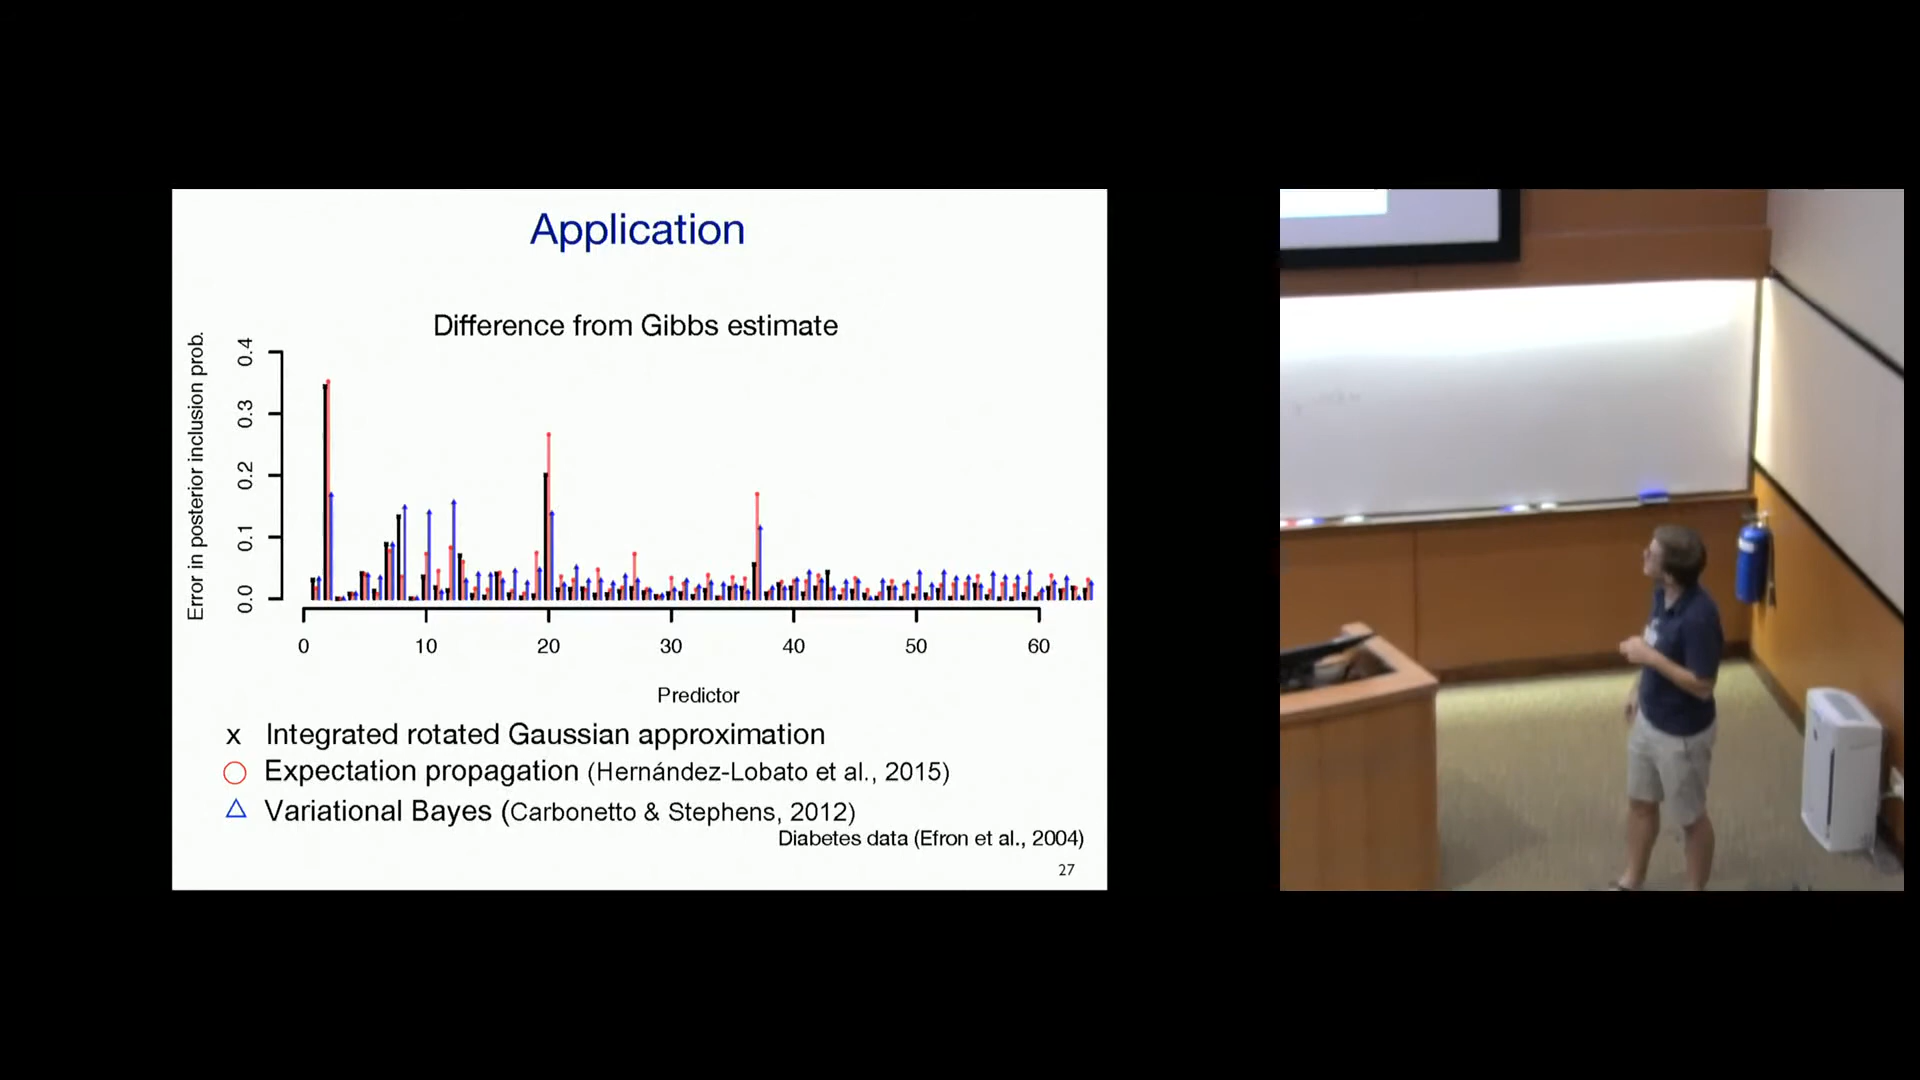 Application
Difference from Gibbs estimate
Error in posterior inclusion prob.
0.4
0.3
0.2
0.1
0.0
0 10 20 30 40 50 60
Predictor
x Integrated rotated Gaussian approximation
Expectation propagation (Hernández-Lobato et al., 2015)
Variational Bayes (Carbonetto & Stephens, 2012)
Diabetes data (Efron et al., 2004)
27